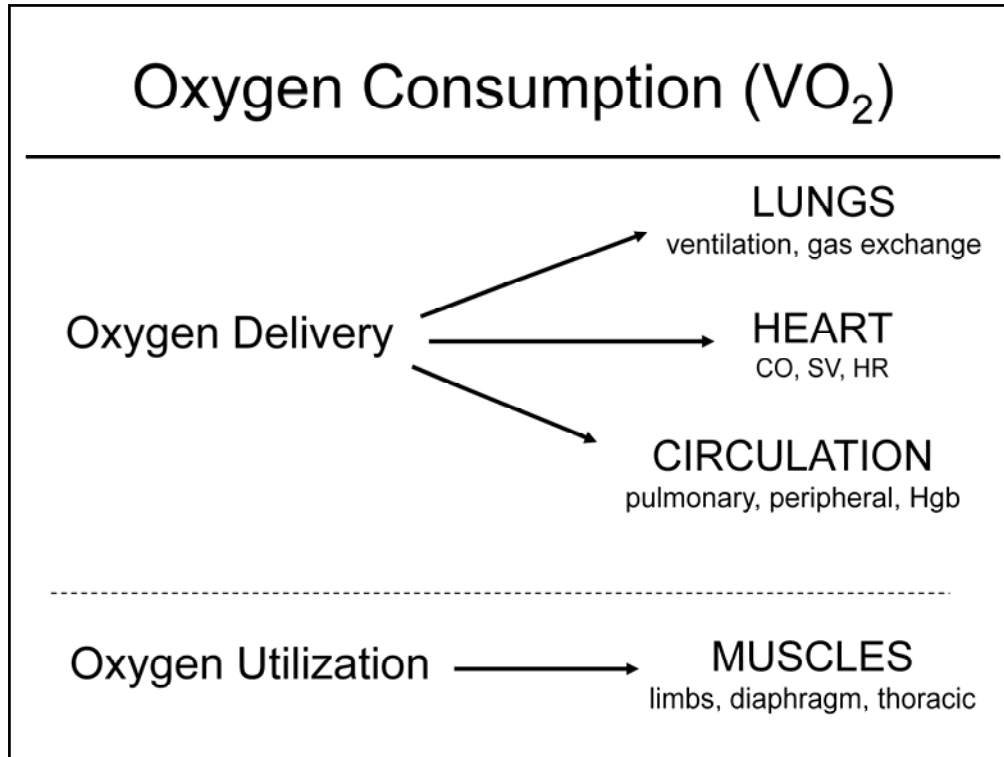 Oxygen Consumption (VO₂)
LUNGS
ventilation, gas exchange
Oxygen Delivery
HEART
CO, SV, HR
CIRCULATION
pulmonary, peripheral, Hgb
Oxygen Utilization
MUSCLES
limbs, diaphragm, thoracic